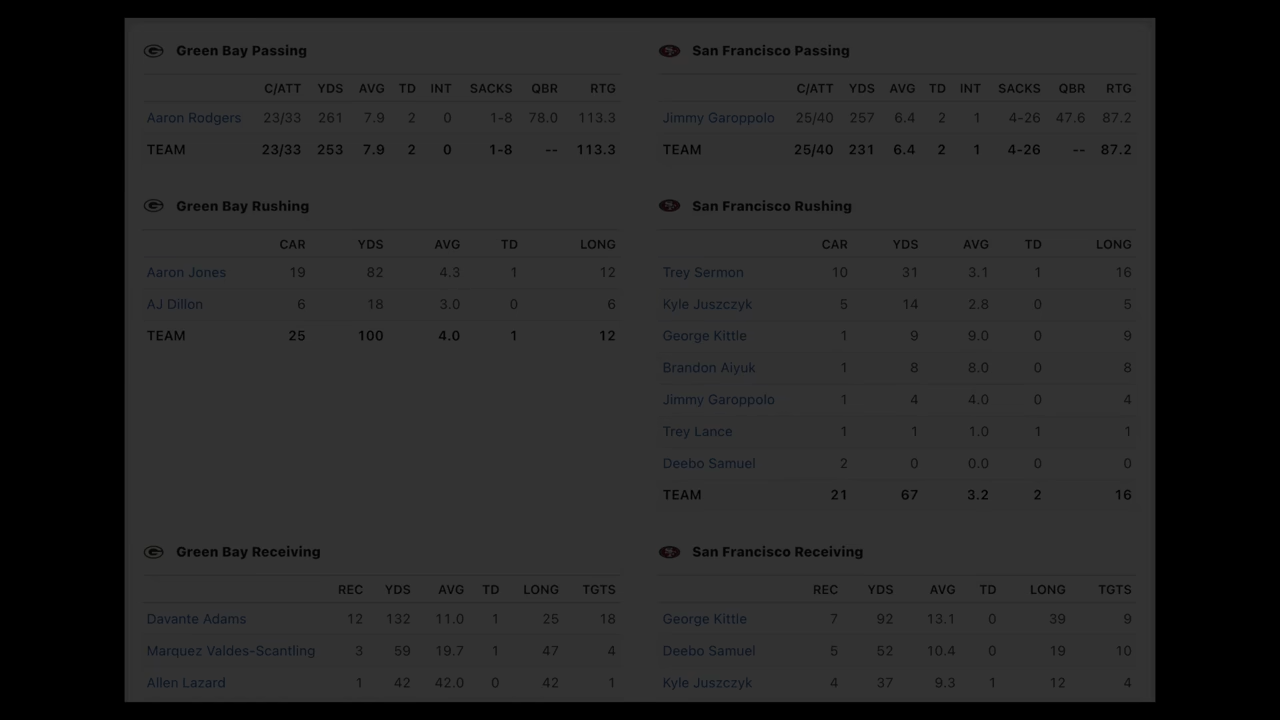 Green Bay Passing
C/ATT YDS AVG TD INT SACKS QBR RTG
Aaron Rodgers 23/33 261 7.9 2 0 1-8 78.0 113.3
TEAM 23/33 253 7.9 2 0 1-8 -- 113.3
San Francisco Passing
C/ATT YDS AVG TD INT SACKS QBR RTG
Jimmy Garoppolo 25/40 257 6.4 2 1 4-26 47.6 87.2
TEAM 25/40 231 6.4 2 1 4-26 -- 87.2
Green Bay Rushing
CAR YDS AVG TD LONG
Aaron Jones 19 82 4.3 1 12
AJ Dillon 6 18 3.0 0 6
TEAM 25 100 4.0 1 12
San Francisco Rushing
CAR YDS AVG TD LONG
Trey Sermon 10 31 3.1 1 16
Kyle Juszczyk 5 14 2.8 0 5
George Kittle 1 9 9.0 0 9
Brandon Aiyuk 1 8 8.0 0 8
Jimmy Garoppolo 1 4 4.0 0 4
Trey Lance 1 1 1.0 1 1
Deebo Samuel 2 0 0.0 0 0
TEAM 21 67 3.2 2 16
Green Bay Receiving
REC YDS AVG TD LONG TGTS
Davante Adams 12 132 11.0 1 25 18
Marquez Valdes-Scantling 3 59 19.7 1 47 4
Allen Lazard 1 42 42.0 0 42 1
San Francisco Receiving
REC YDS AVG TD LONG TGTS
George Kittle 7 92 13.1 0 39 9
Deebo Samuel 5 52 10.4 0 19 10
Kyle Juszczyk 4 37 9.3 1 12 4